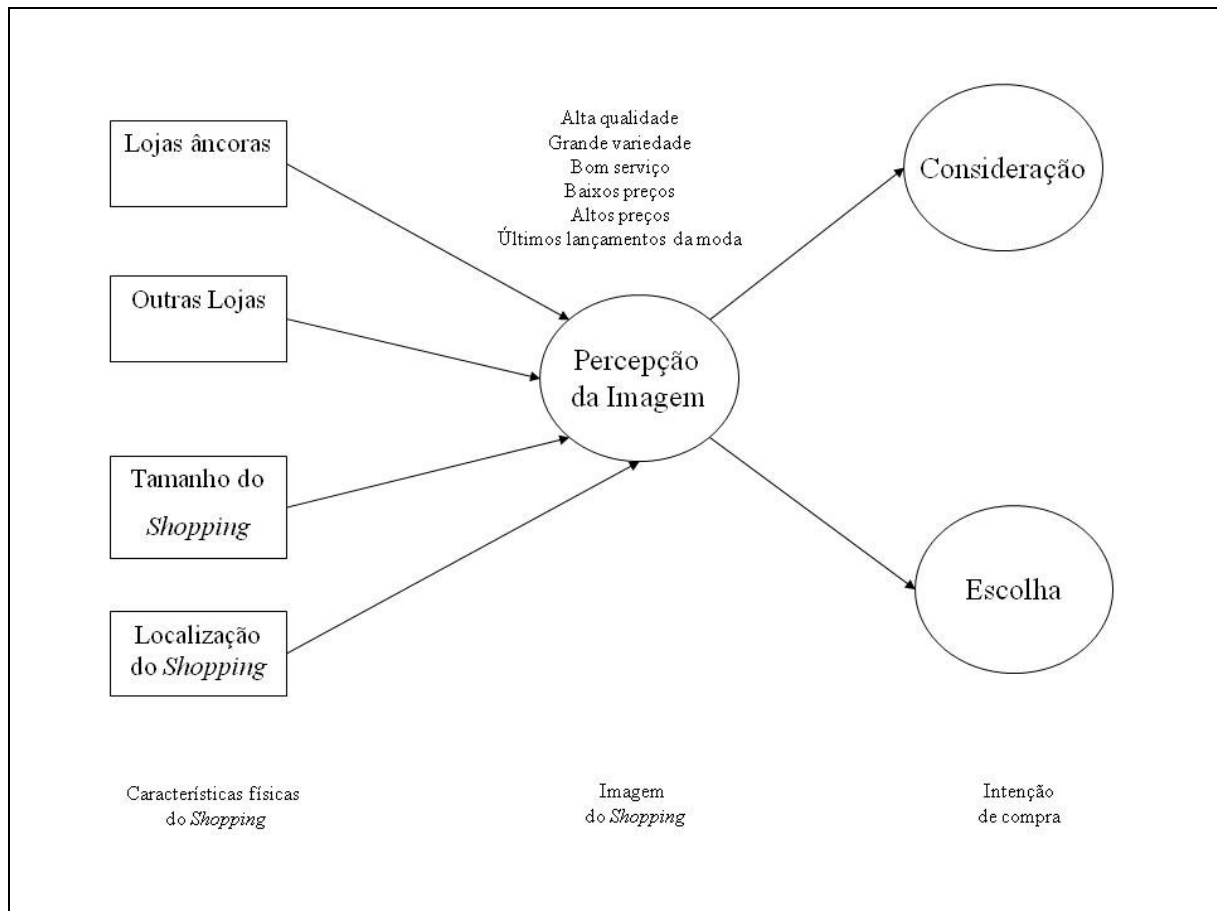 Lojas âncoras
Outras Lojas
Tamanho do
Shopping
Localização
do Shopping
Alta qualidade
Grande variedade
Bom serviço
Baixos preços
Altos preços
Últimos lançamentos da moda
Percepção
da Imagem
Consideração
Escolha
Características físicas
do Shopping
Imagem
do Shopping
Intenção
de compra